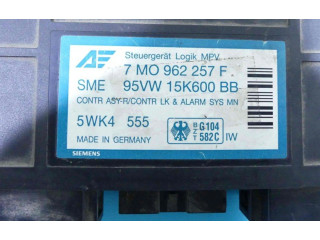 AF Steuergerät Logik MPV
7 MO 962 257 F
SME 95VW 15K600 BB
CONTR ASY-R/CONTR LK & ALARM SYS MN
5WK4 555
G104
582C IW
MADE IN GERMANY
SIEMENS